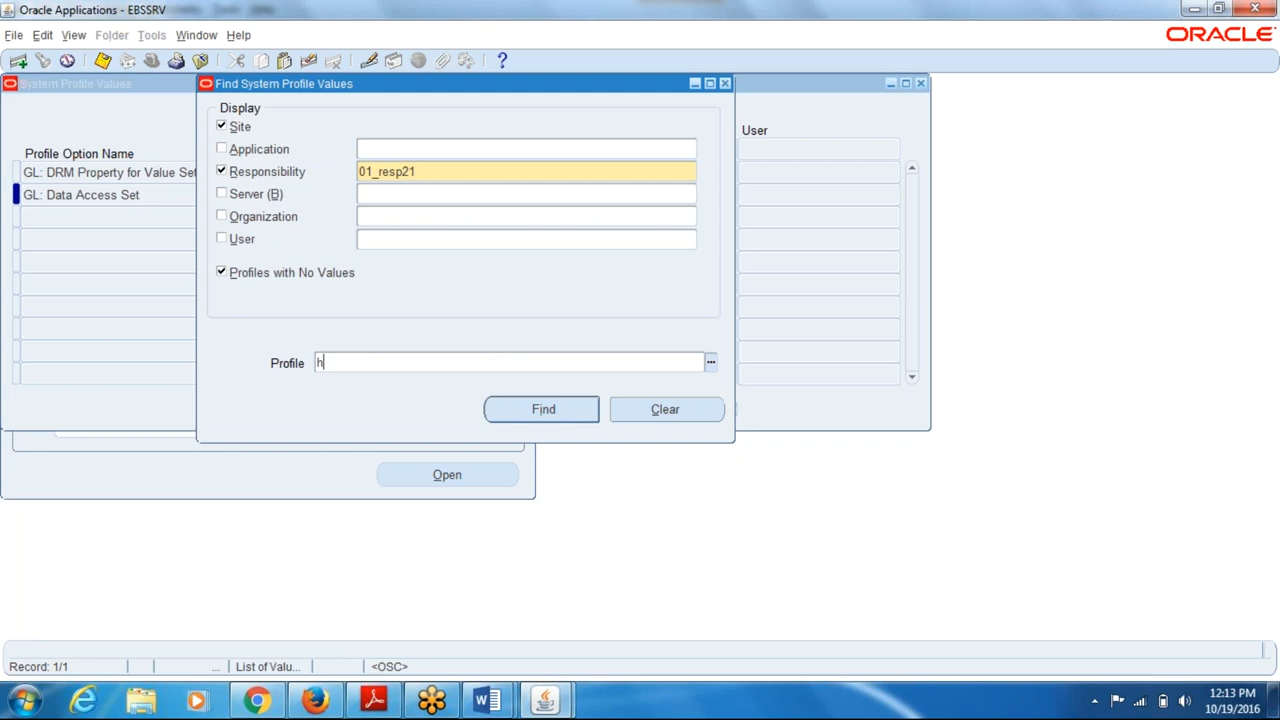 Oracle Applications - EBSSRV
File Edit View Folder Tools Window Help
ORACLE
System Profile Values
Find System Profile Values
Display
Site
Application
Responsibility 01_resp21
Server (B)
Organization
User
Profiles with No Values
Profile h
Find Clear
User
Profile Option Name
GL: DRM Property for Value Set
GL: Data Access Set
Open
Record: 1/1 ... List of Valu... <OSC>
12:13 PM
10/19/2016